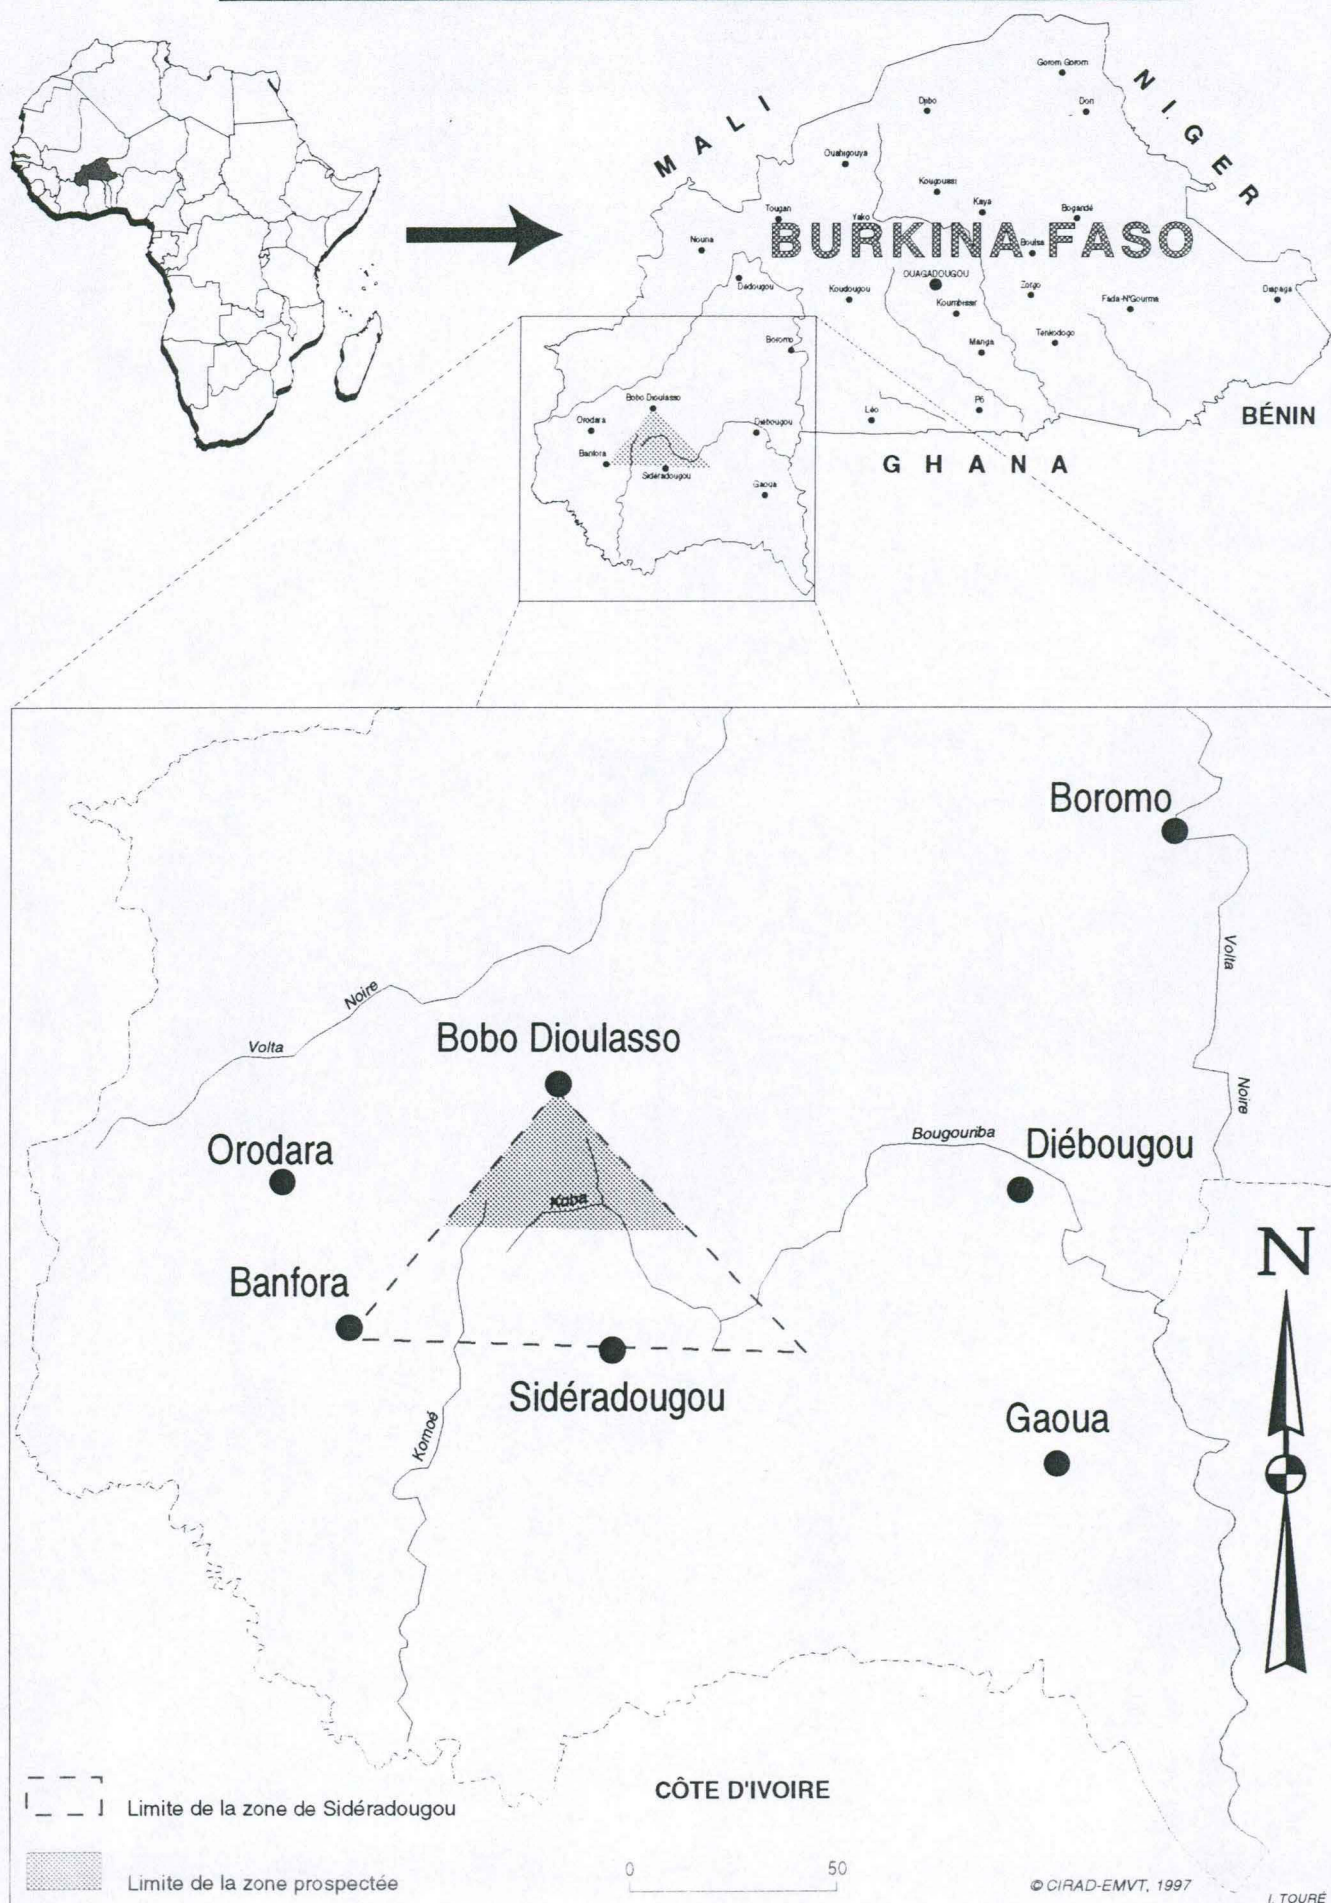 MALI
NIGER
Gorom Gorom
Djibo
Dori
Ouahigouya
Kougoussi
Kaya
Tougan
Yako
Bogandé
Nouna
BURKINA FASO
Boulsa
OUAGADOUGOU
Dédougou
Koudougou
Zorgo
Koumbissir
Fada-N'Gourma
Diapaga
Manga
Tenkodogo
Boromo
Bobo Dioulasso
Orodara
Diébougou
Léo
Pô
BÉNIN
Banfora
Sidéradougou
Gaoua
GHANA
Boromo
Volta
Noire
Noire
Volta
Bobo Dioulasso
Orodara
Bougouriba
Diébougou
Koba
N
Banfora
Sidéradougou
Komoé
Gaoua
CÔTE D'IVOIRE
Limite de la zone de Sidéradougou
Limite de la zone prospectée
0 50
© CIRAD-EMVT, 1997
I. TOURÉ